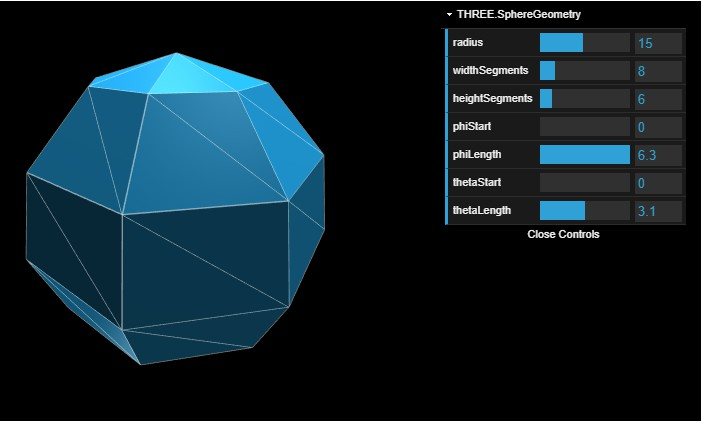 THREE.SphereGeometry
radius 15
widthSegments 8
heightSegments 6
phiStart 0
phiLength 6.3
thetaStart 0
thetaLength 3.1
Close Controls